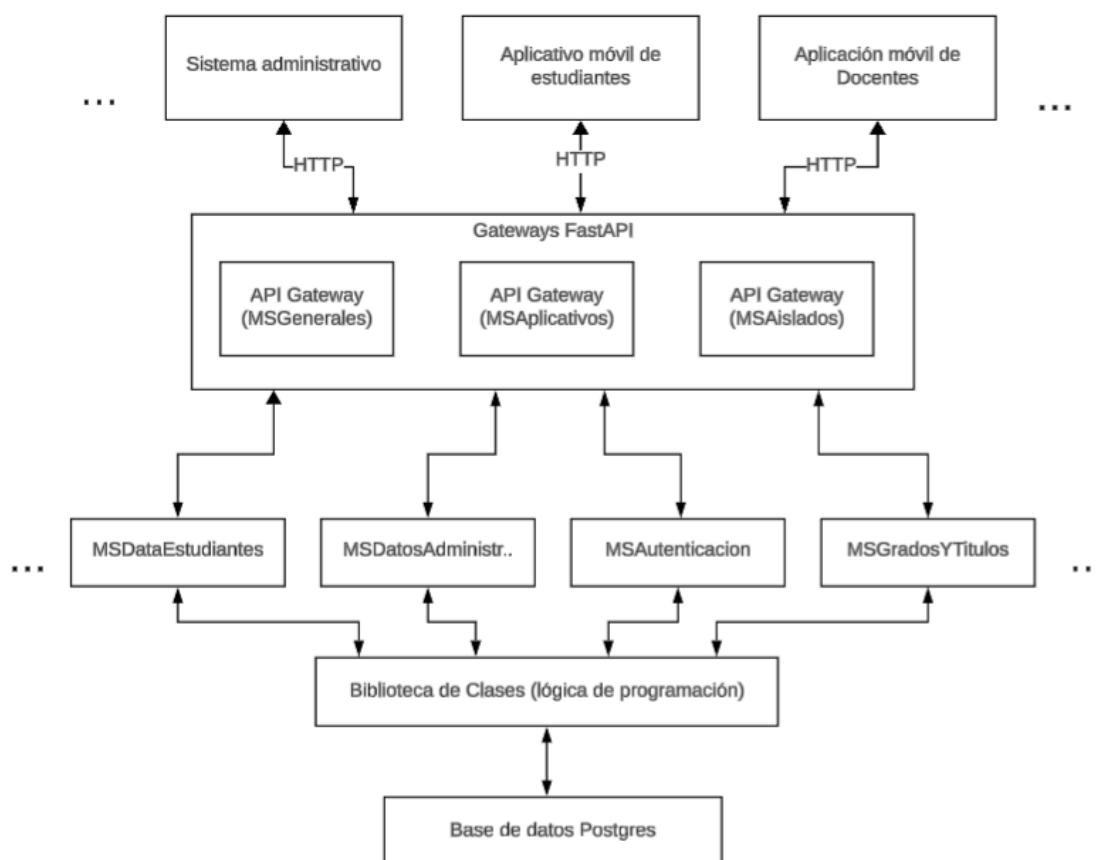 Sistema administrativo
Aplicativo móvil de
estudiantes
Aplicación móvil de
Docentes
...
...
HTTP
HTTP
HTTP
Gateways FastAPI
API Gateway
(MSGenerales)
API Gateway
(MSAplicativos)
API Gateway
(MSAislados)
MSDataEstudiantes
MSDatosAdministr..
MSAutenticacion
MSGradosYTitulos
...
..
Biblioteca de Clases (lógica de programación)
Base de datos Postgres